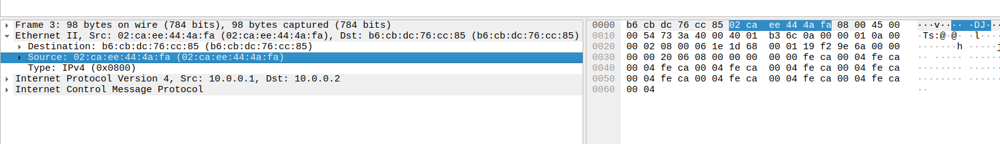 Frame 3: 98 bytes on wire (784 bits), 98 bytes captured (784 bits)
Ethernet II, Src: 02:ca:ee:44:4a:fa (02:ca:ee:44:4a:fa), Dst: b6:cb:dc:76:cc:85 (b6:cb:dc:76:cc:85)
Destination: b6:cb:dc:76:cc:85 (b6:cb:dc:76:cc:85)
Source: 02:ca:ee:44:4a:fa (02:ca:ee:44:4a:fa)
Type: IPv4 (0x0800)
Internet Protocol Version 4, Src: 10.0.0.1, Dst: 10.0.0.2
Internet Control Message Protocol
0000 b6 cb dc 76 cc 85 02 ca ee 44 4a fa 08 00 45 00 ···v···· ·DJ···
0010 00 54 73 3a 40 00 40 01 b3 6c 0a 00 00 01 0a 00 ·Ts:@·@· ·l····
0020 00 02 08 00 06 1e 1d 68 00 01 19 f2 9e 6a 00 00 ·······h ·····j
0030 00 00 20 06 08 00 00 00 00 00 fe ca 00 04 fe ca ·· ····· ······
0040 00 04 fe ca 00 04 fe ca 00 04 fe ca 00 04 fe ca ········ ······
0050 00 04 fe ca 00 04 fe ca 00 04 fe ca 00 04 fe ca ········ ······
0060 00 04 ··